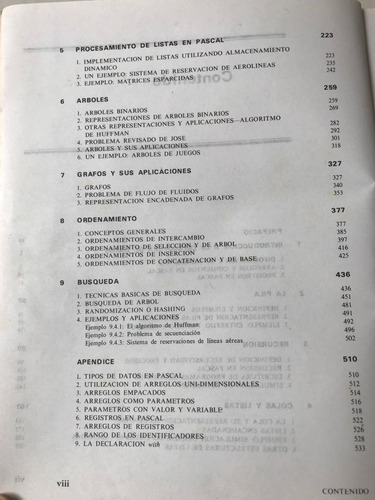 5 PROCESAMIENTO DE LISTAS EN PASCAL 223
1. IMPLEMENTACION DE LISTAS UTILIZANDO ALMACENAMIENTO
DINAMICO 223
2. UN EJEMPLO: SISTEMA DE RESERVACION DE AEROLINEAS 235
3. EJEMPLO: MATRICES ESPARCIDAS 242
6 ARBOLES 259
1. ARBOLES BINARIOS 259
2. REPRESENTACIONES DE ARBOLES BINARIOS 269
3. OTRAS REPRESENTACIONES Y APLICACIONES—ALGORITMO
DE HUFFMAN 282
4. PROBLEMA REVISADO DE JOSE 292
5. ARBOLES Y SUS APLICACIONES 301
6. UN EJEMPLO: ARBOLES DE JUEGOS 318
7 GRAFOS Y SUS APLICACIONES 327
1. GRAFOS 327
2. PROBLEMA DE FLUJO DE FLUIDOS 340
3. REPRESENTACION ENCADENADA DE GRAFOS 353
8 ORDENAMIENTO 377
1. CONCEPTOS GENERALES 377
2. ORDENAMIENTOS DE INTERCAMBIO 385
3. ORDENAMIENTO DE SELECCION Y DE ARBOL 397
4. ORDENAMIENTOS DE INSERCION 416
5. ORDENAMIENTOS DE CONCATENACION Y DE BASE 425
9 BUSQUEDA 436
1. TECNICAS BASICAS DE BUSQUEDA 436
2. BUSQUEDA DE ARBOL 451
3. RANDOMIZACION O HASHING 481
4. EJEMPLOS Y APLICACIONES 491
Ejemplo 9.4.1: El algoritmo de Huffman 492
Ejemplo 9.4.2: Problema de secuenciación 496
Ejemplo 9.4.3: Sistema de reservaciones de líneas aéreas 502
APENDICE 510
1. TIPOS DE DATOS EN PASCAL 510
2. UTILIZACION DE ARREGLOS UNI-DIMENSIONALES 512
3. ARREGLOS EMPACADOS 514
4. ARREGLOS COMO PARAMETROS 516
5. PARAMETROS CON VALOR Y VARIABLE 518
6. REGISTROS EN PASCAL 522
7. ARREGLOS DE REGISTROS 526
8. RANGO DE LOS IDENTIFICADORES 528
9. LA DECLARACION with 533
viii
CONTENIDO